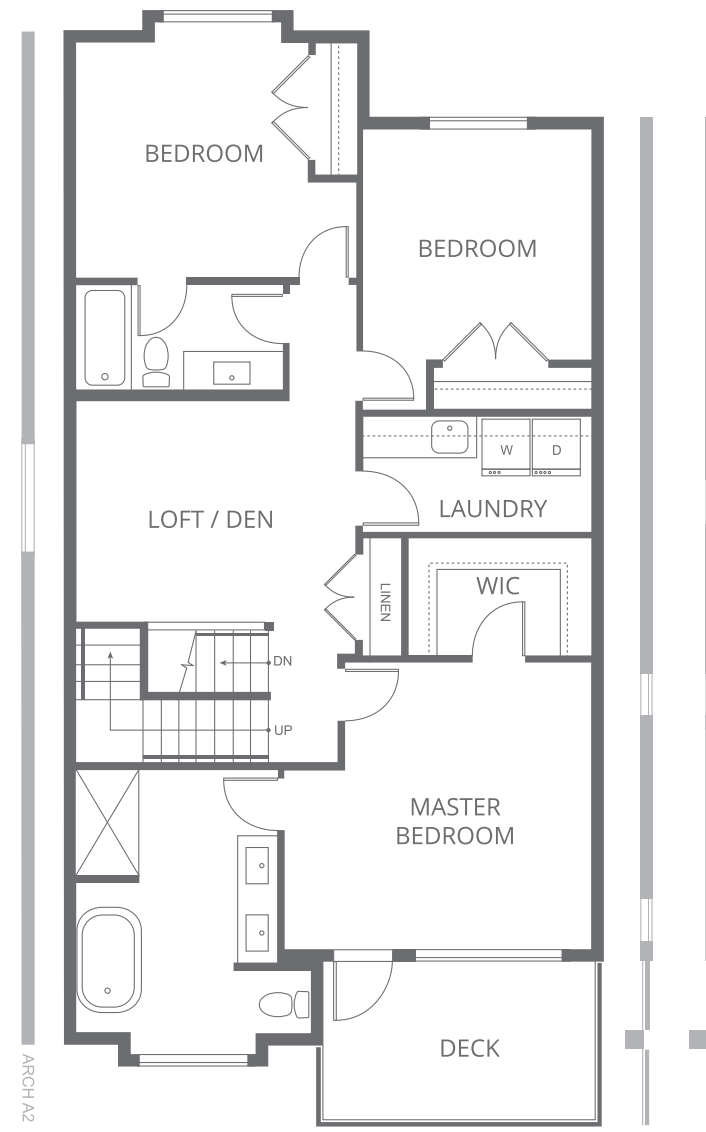 BEDROOM
BEDROOM
W
D
LAUNDRY
LOFT / DEN
WIC
LINEN
DN
UP
MASTER
BEDROOM
DECK
ARCH A2